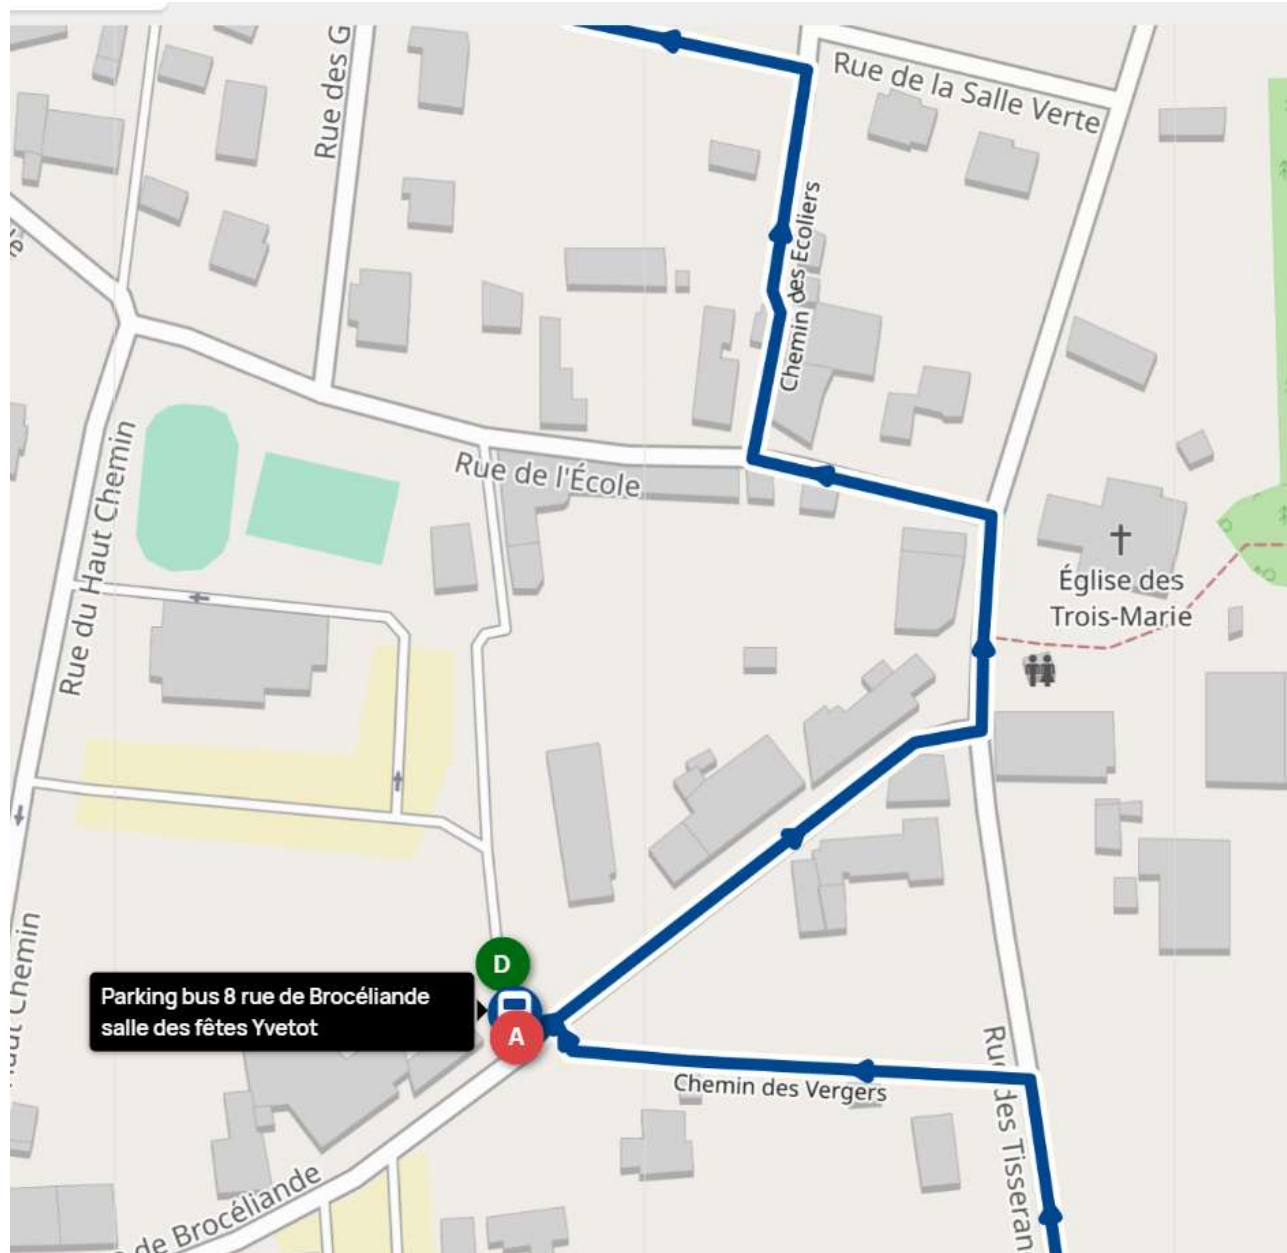 Rue des G
Rue de la Salle Verte
Chemin des Ecoliers
Rue de l'École
Rue du Haut Chemin
Église des
Trois-Marie
D
A
Parking bus 8 rue de Brocéliande
salle des fêtes Yvetot
Haut Chemin
Chemin des Vergers
Rue des Tisseran
de Brocéliande